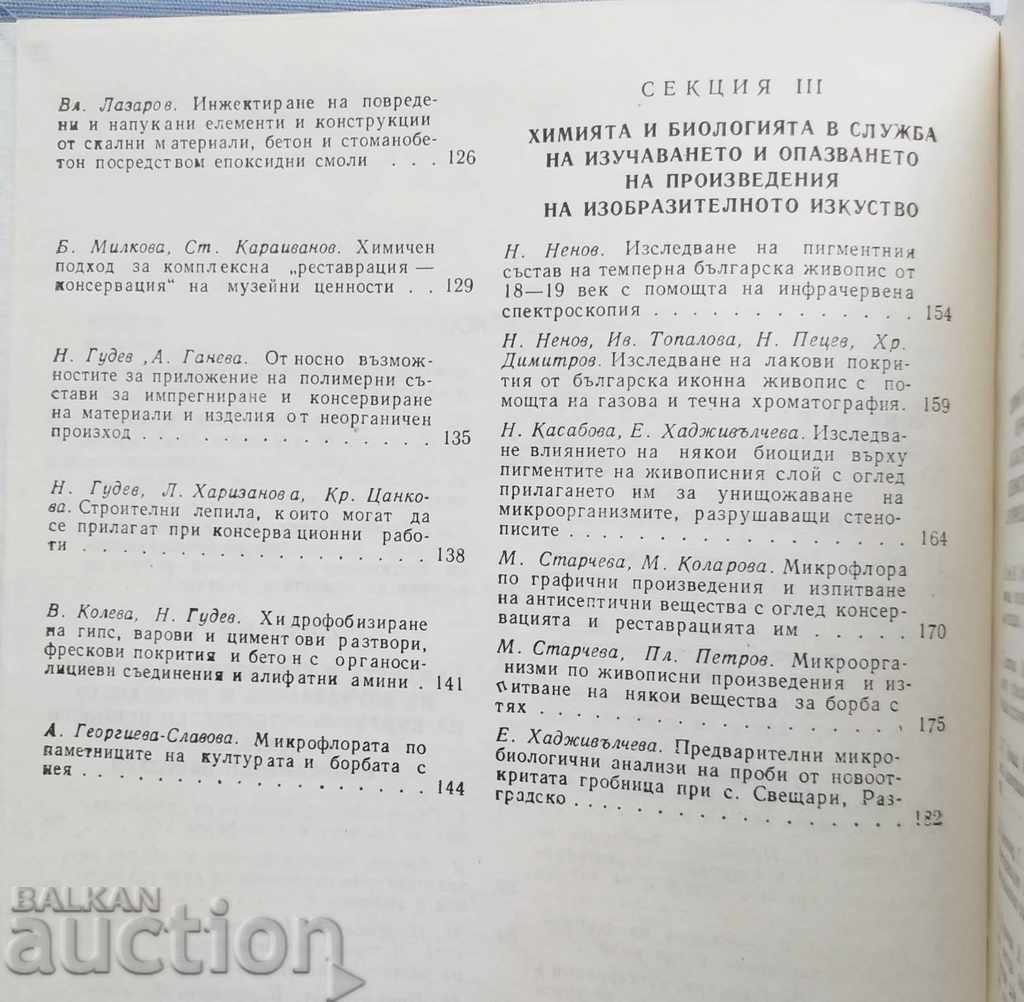 Вл. Лазаров. Инжектиране на повреде-
ни и напукани елементи и конструкции
от скални материали, бетон и стоманобе-
тон посредством епоксидни смоли . . . 126
Б. Милкова, Ст. Караиванов. Химичен
подход за комплексна „реставрация —
консервация“ на музейни ценности . . 129
Н. Гудев ,А. Ганева. Относно възмож-
ностите за приложение на полимерни със-
тави за импрегниране и консервиране
на материали и изделия от неорганичен
произход . . . . . . . . . . . . . . 135
Н. Гудев, Л. Харизанова, Кр. Цанко-
ва. Строителни лепила, които могат да
се прилагат при консервационни рабо-
ти . . . . . . . . . . . . . . . . . 138
В. Колева, Н. Гудев. Хидрофобизиране
на гипс, варови и циментови разтвори,
фрескови покрития и бетон с органоси-
лициеви съединения и алифатни амини . 141
А. Георгиева-Славова. Микрофлората по
паметниците на културата и борбата с
нея . . . . . . . . . . . . . . . . 144
СЕКЦИЯ III
ХИМИЯТА И БИОЛОГИЯТА В СЛУЖБА
НА ИЗУЧАВАНЕТО И ОПАЗВАНЕТО
НА ПРОИЗВЕДЕНИЯ
НА ИЗОБРАЗИТЕЛНОТО ИЗКУСТВО
Н. Ненов. Изследване на пигментния
състав на темперна българска живопис от
18—19 век с помощта на инфрачервена
спектроскопия . . . . . . . . . . . . . 154
Н. Ненов, Ив. Топалова, Н. Пецев, Хр.
Димитров. Изследване на лакови покри-
тия от българска иконна живопис с по-
мощта на газова и течна хроматография. 159
Н. Касабова, Е. Хадживълчева. Изследва-
не влиянието на някои биоциди върху
пигментите на живописния слой с оглед
прилагането им за унищожаване на
микроорганизмите, разрушаващи стено-
писите . . . . . . . . . . . . . . . . 164
М. Старчева, М. Коларова. Микрофлора
по графични произведения и изпитване
на антисептични вещества с оглед консер-
вацията и реставрацията им . . . . . 170
М. Старчева, Пл. Петров. Микроорга-
низми по живописни произведения и из-
питване на някои вещества за борба с
тях . . . . . . . . . . . . . . . . . 175
Е. Хадживълчева. Предварителни микро-
биологични анализи на проби от новоот-
критата гробница при с. Свещари, Раз-
градско . . . . . . . . . . . . . . . . 182
BALKAN
auction